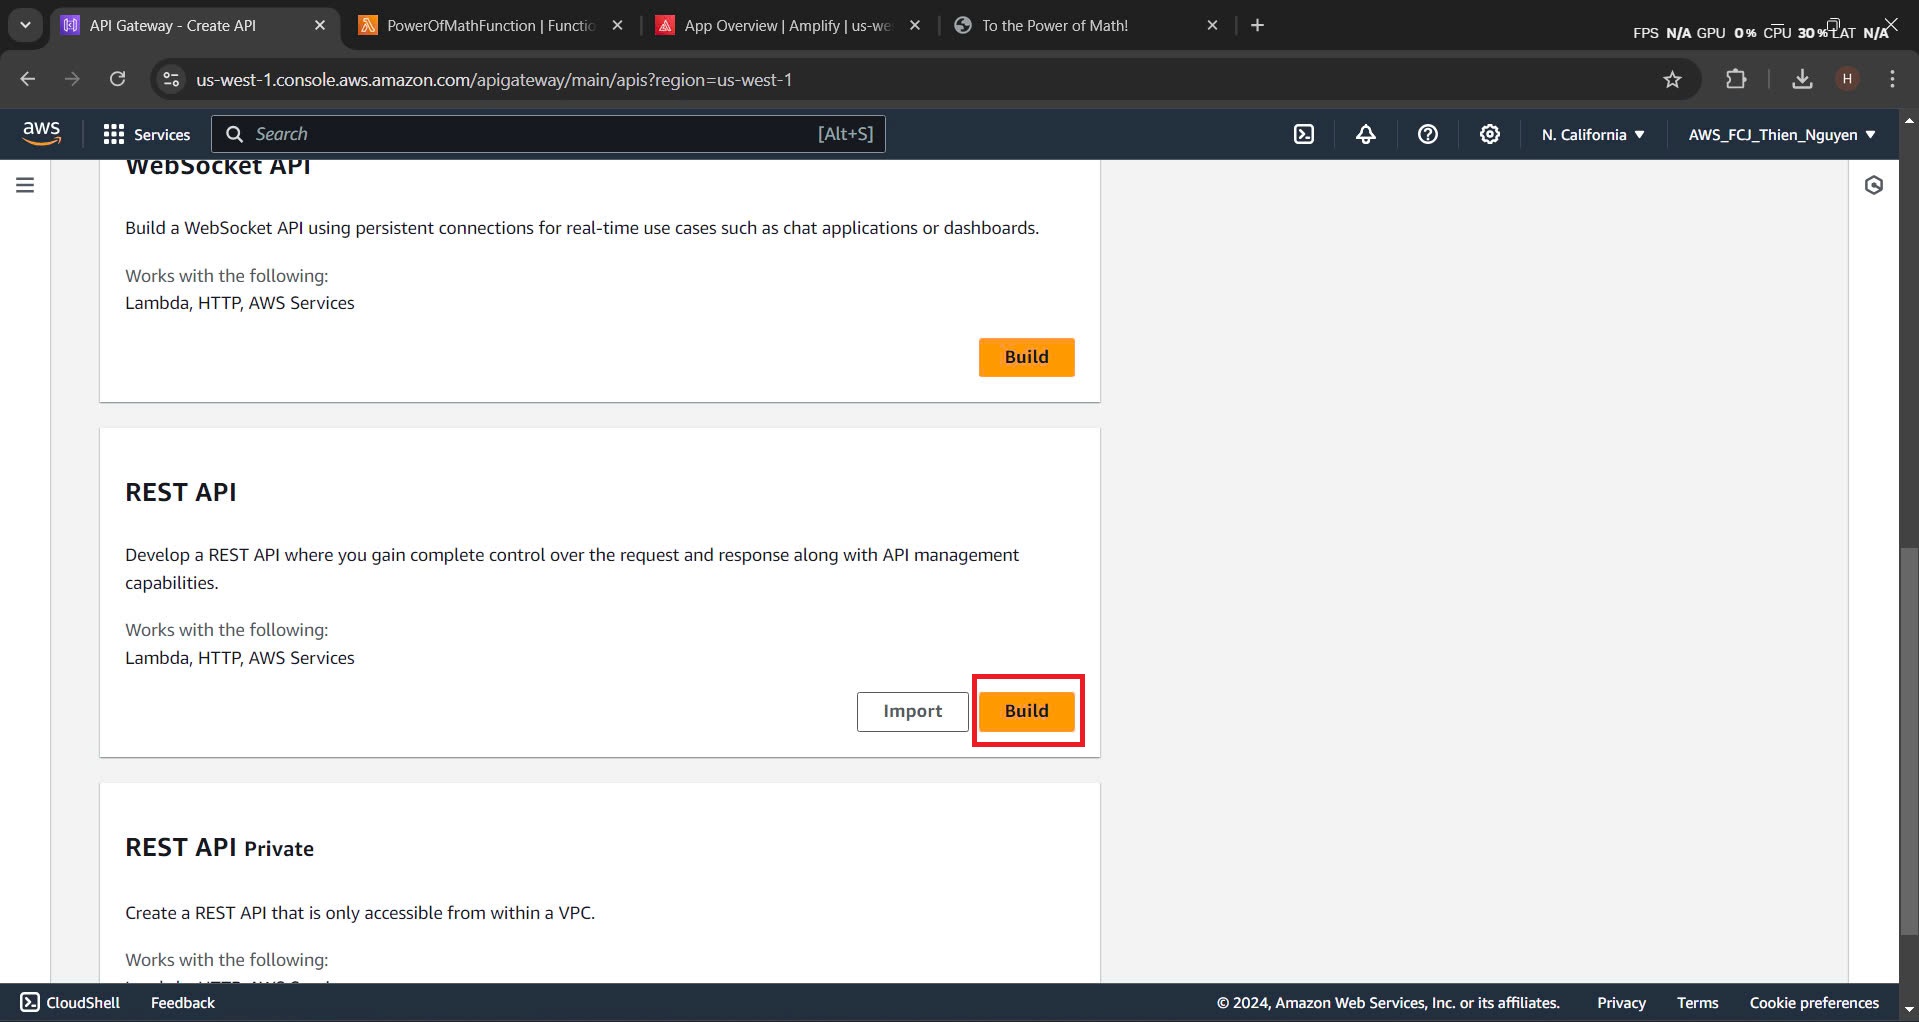 API Gateway - Create API
PowerOfMathFunction | Functio
App Overview | Amplify | us-we
To the Power of Math!
FPS N/A GPU 0% CPU 30% LAT N/A
us-west-1.console.aws.amazon.com/apigateway/main/apis?region=us-west-1
H
aws
Services
Search
[Alt+S]
N. California
AWS_FCJ_Thien_Nguyen
WebSocket API
Build a WebSocket API using persistent connections for real-time use cases such as chat applications or dashboards.
Works with the following:
Lambda, HTTP, AWS Services
Build
REST API
Develop a REST API where you gain complete control over the request and response along with API management
capabilities.
Works with the following:
Lambda, HTTP, AWS Services
Import
Build
REST API Private
Create a REST API that is only accessible from within a VPC.
Works with the following:
CloudShell
Feedback
© 2024, Amazon Web Services, Inc. or its affiliates.
Privacy
Terms
Cookie preferences